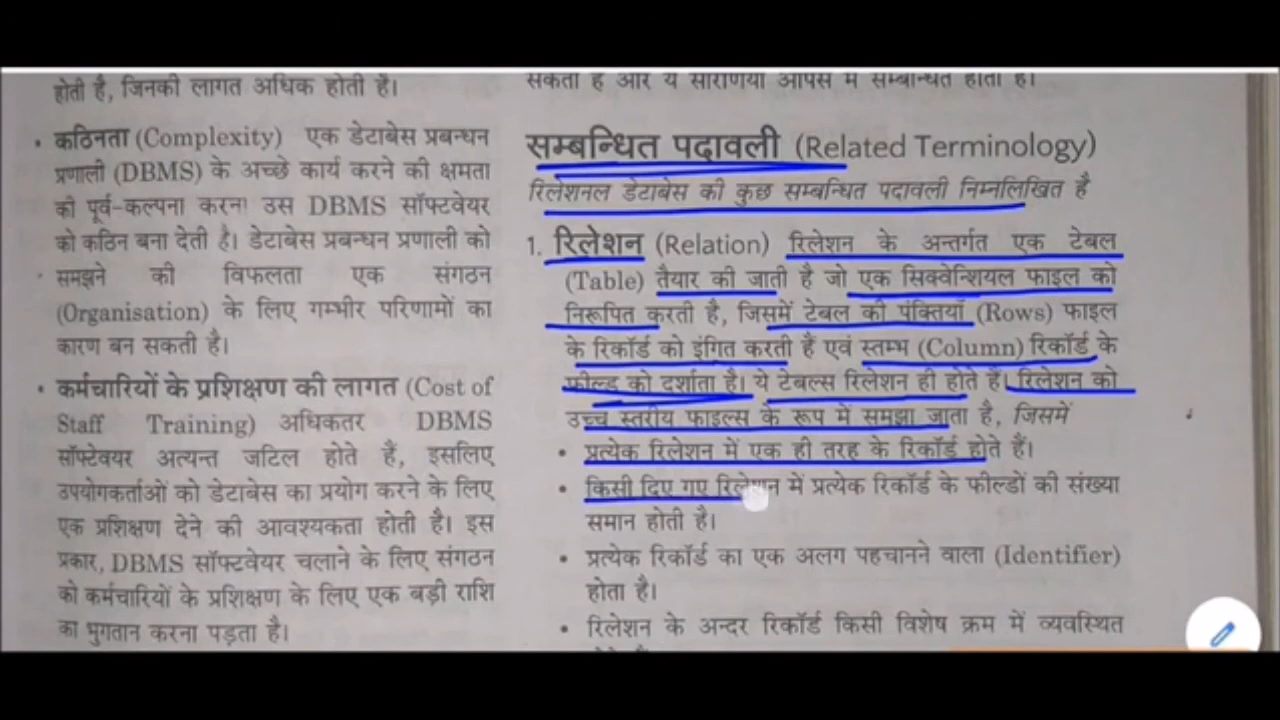 होती है, जिनकी लागत अधिक होती है।
• कठिनता (Complexity) एक डेटाबेस प्रबन्धन
प्रणाली (DBMS) के अच्छे कार्य करने की क्षमता
की पूर्व-कल्पना करना उस DBMS सॉफ्टवेयर
को कठिन बना देती है। डेटाबेस प्रबन्धन प्रणाली को
समझने की विफलता एक संगठन
(Organisation) के लिए गम्भीर परिणामों का
कारण बन सकती है।
• कर्मचारियों के प्रशिक्षण की लागत (Cost of
Staff Training) अधिकतर DBMS
सॉफ्टवेयर अत्यन्त जटिल होते हैं, इसलिए
उपयोगकर्ताओं को डेटाबेस का प्रयोग करने के लिए
एक प्रशिक्षण देने की आवश्यकता होती है। इस
प्रकार, DBMS सॉफ्टवेयर चलाने के लिए संगठन
को कर्मचारियों के प्रशिक्षण के लिए एक बड़ी राशि
का भुगतान करना पड़ता है।
सकता है और ये सारणियाँ आपस में सम्बन्धित होती हैं।
सम्बन्धित पदावली (Related Terminology)
रिलेशनल डेटाबेस की कुछ सम्बन्धित पदावली निम्नलिखित है
1. रिलेशन (Relation) रिलेशन के अन्तर्गत एक टेबल
(Table) तैयार की जाती है जो एक सिक्वेन्शियल फाइल को
निरूपित करती है, जिसमें टेबल की पंक्तियाँ (Rows) फाइल
के रिकॉर्ड को इंगित करती है एवं स्तम्भ (Column) रिकॉर्ड के
फील्ड को दर्शाता है। ये टेबल्स रिलेशन ही होते हैं। रिलेशन को
उच्च स्तरीय फाइल्स के रूप में समझा जाता है, जिसमें
• प्रत्येक रिलेशन में एक ही तरह के रिकॉर्ड होते हैं।
• किसी दिए गए रिलेशन में प्रत्येक रिकॉर्ड के फील्डों की संख्या
समान होती है।
• प्रत्येक रिकॉर्ड का एक अलग पहचानने वाला (Identifier)
होता है।
• रिलेशन के अन्दर रिकॉर्ड किसी विशेष क्रम में व्यवस्थित